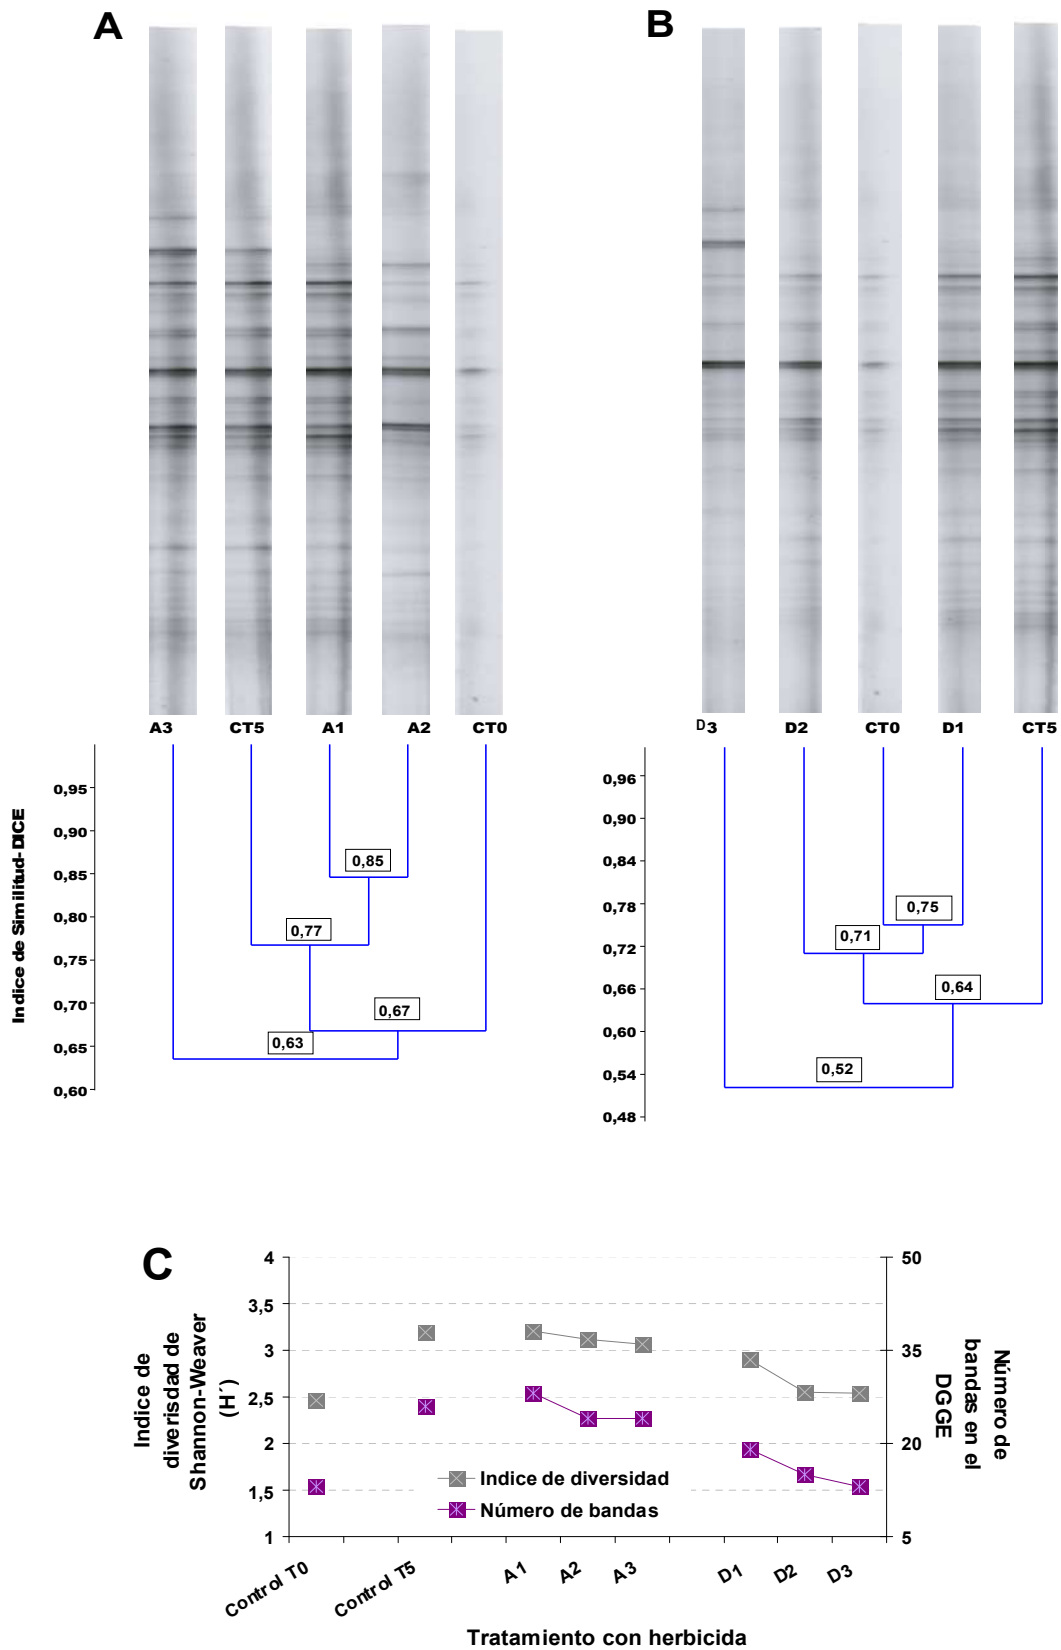 A
B
A3 CT5 A1 A2 CT0
D3 D2 CT0 D1 CT5
Indice de Similitud-DICE
0,95
0,90
0,85
0,80
0,75
0,70
0,65
0,60
0,85
0,77
0,67
0,63
0,96
0,90
0,84
0,78
0,72
0,66
0,60
0,54
0,48
0,75
0,71
0,64
0,52
C
Indice de
diverisdad de
Shannon-Weaver
(H´)
4
3,5
3
2,5
2
1,5
1
50
35
20
5
Número de
bandas en el
DGGE
Indice de diversidad
Número de bandas
Control T0 Control T5 A1 A2 A3 D1 D2 D3
Tratamiento con herbicida